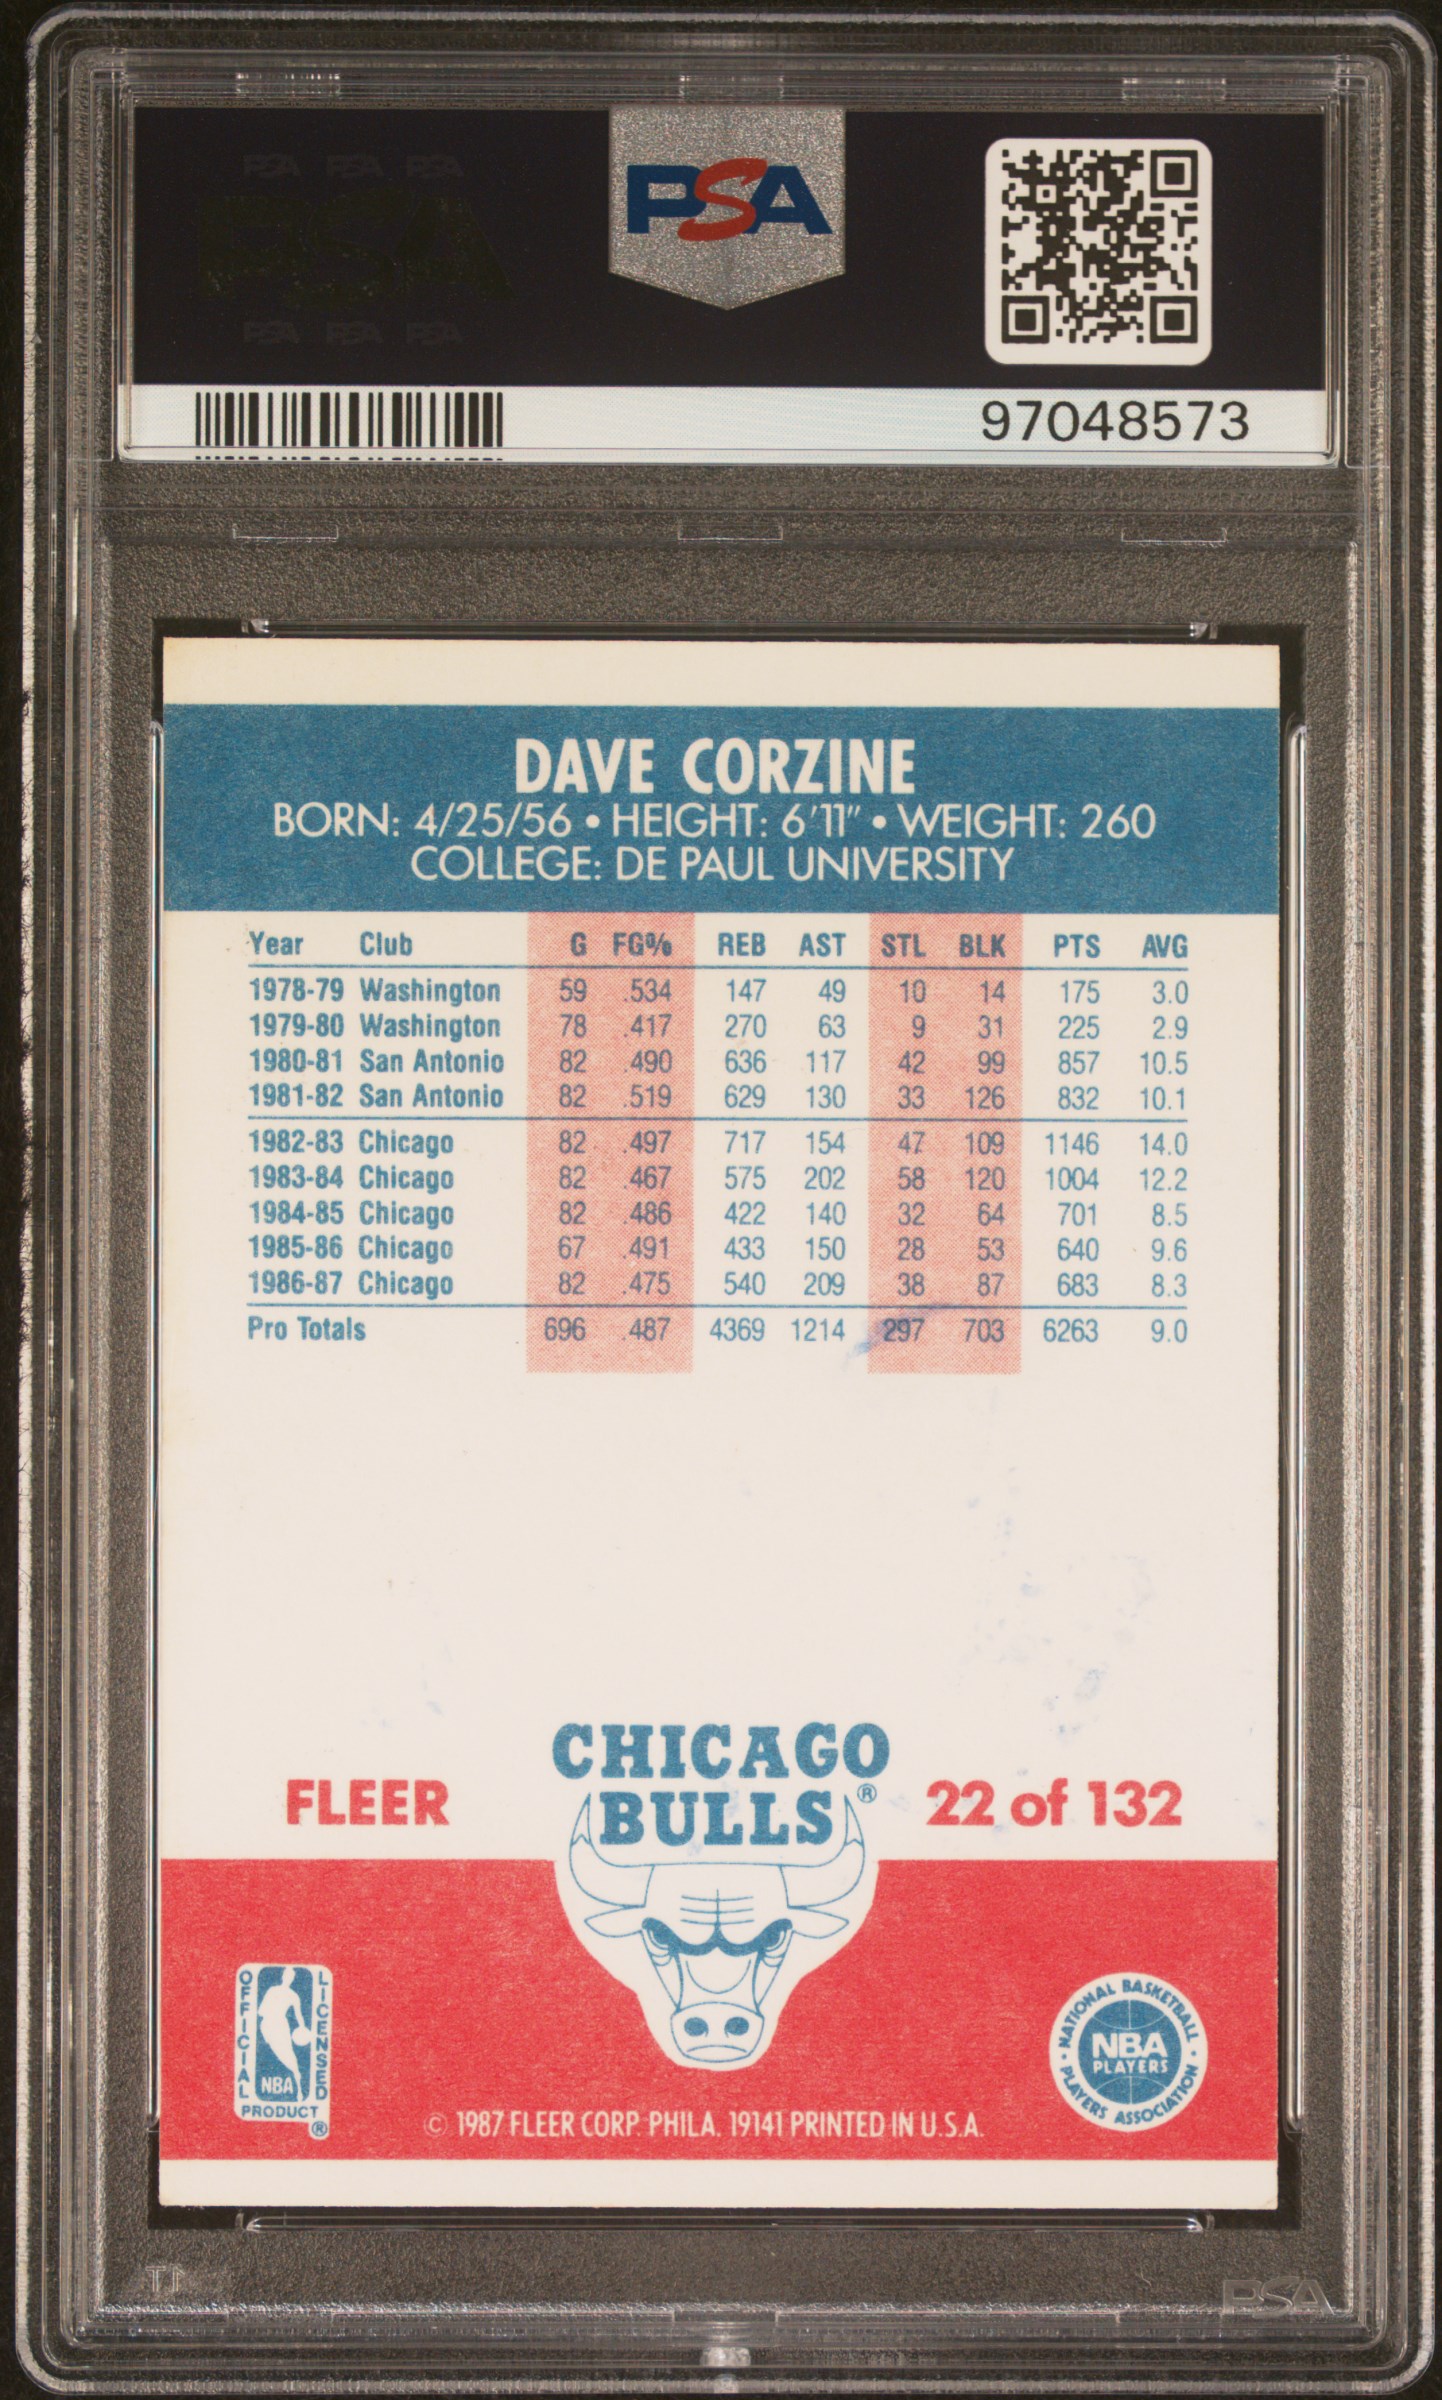 PSA PSA PSA
PSA
PSA PSA PSA
PSA
97048573
DAVE CORZINE
BORN: 4/25/56 • HEIGHT: 6'11" • WEIGHT: 260
COLLEGE: DE PAUL UNIVERSITY
Year Club G FG% REB AST STL BLK PTS AVG
1978-79 Washington 59 .534 147 49 10 14 175 3.0
1979-80 Washington 78 .417 270 63 9 31 225 2.9
1980-81 San Antonio 82 .490 636 117 42 99 857 10.5
1981-82 San Antonio 82 .519 629 130 33 126 832 10.1
1982-83 Chicago 82 .497 717 154 47 109 1146 14.0
1983-84 Chicago 82 .467 575 202 58 120 1004 12.2
1984-85 Chicago 82 .486 422 140 32 64 701 8.5
1985-86 Chicago 67 .491 433 150 28 53 640 9.6
1986-87 Chicago 82 .475 540 209 38 87 683 8.3
Pro Totals 696 .487 4369 1214 297 703 6263 9.0
CHICAGO
BULLS®
FLEER
22 of 132
OFFICIAL LICENSED
NBA
PRODUCT ®
NATIONAL BASKETBALL
NBA
PLAYERS
PLAYERS ASSOCIATION
© 1987 FLEER CORP. PHILA. 19141 PRINTED IN U.S.A.
PSA